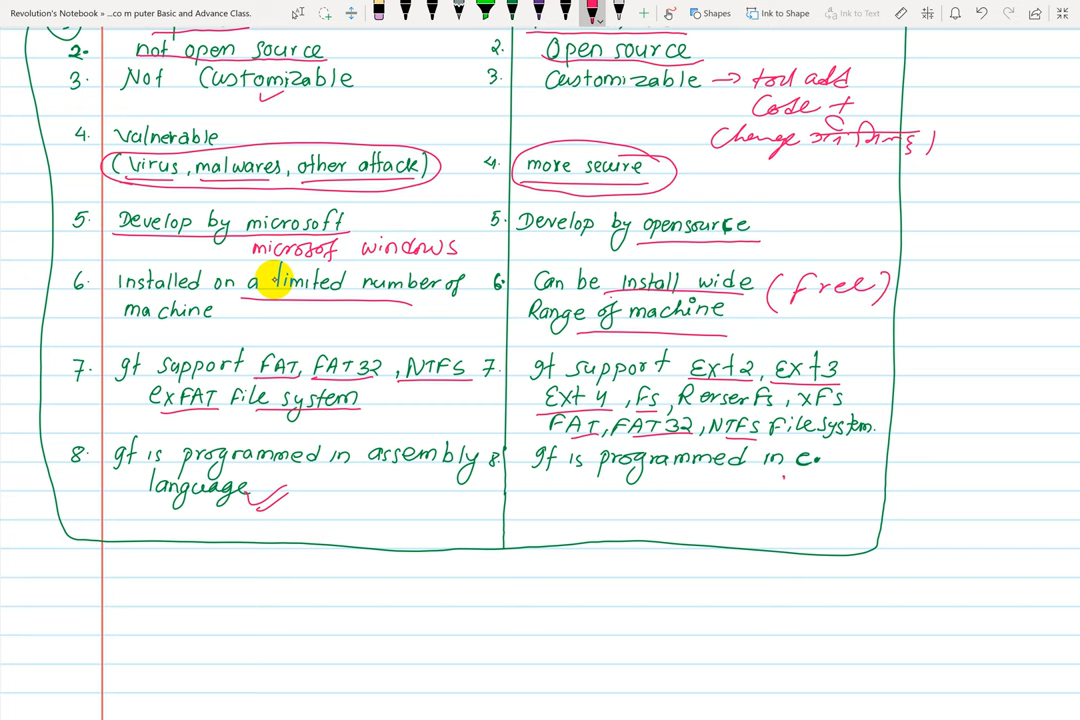 Revolution's Notebook » ...co m puter Basic and Advance Class.
Shapes
Ink to Shape
Ink to Text
2. not open source
3. Not Customizable
4. Vulnerable
(Virus, malwares, other attack)
5. Develop by microsoft
microsof windows
6. Installed on a limited number of
machine
7. It support FAT, FAT32, NTFS
exFAT File system
8. It is programmed in assembly
language
2. Open source
3. Customizable → code +
change
4. more secure
5. Develop by opensource
6. Can be install wide (free)
Range of machine
7. It support Ext2, Ext3
Ext4, Fs, ReiserFs, xFs
FAT, FAT32, NTFS File system.
8. It is programmed in c.